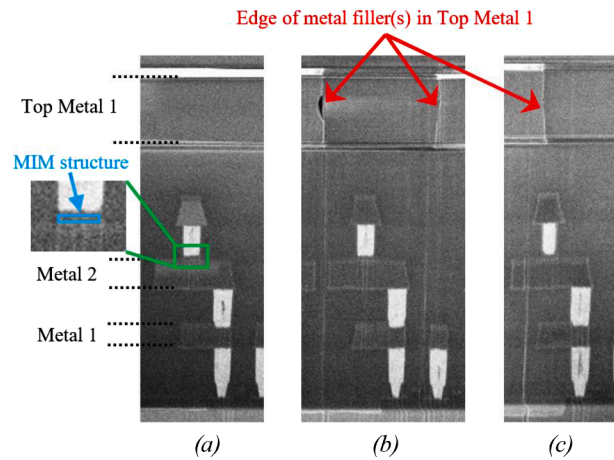 Edge of metal filler(s) in Top Metal 1
Top Metal 1
MIM structure
Metal 2
Metal 1
(a)
(b)
(c)